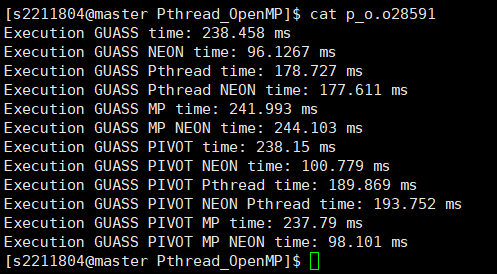 [s2211804@master Pthread_OpenMP]$ cat p_o.o28591
Execution GUASS time: 238.458 ms
Execution GUASS NEON time: 96.1267 ms
Execution GUASS Pthread time: 178.727 ms
Execution GUASS Pthread NEON time: 177.611 ms
Execution GUASS MP time: 241.993 ms
Execution GUASS MP NEON time: 244.103 ms
Execution GUASS PIVOT time: 238.15 ms
Execution GUASS PIVOT NEON time: 100.779 ms
Execution GUASS PIVOT Pthread time: 189.869 ms
Execution GUASS PIVOT NEON Pthread time: 193.752 ms
Execution GUASS PIVOT MP time: 237.79 ms
Execution GUASS PIVOT MP NEON time: 98.101 ms
[s2211804@master Pthread_OpenMP]$